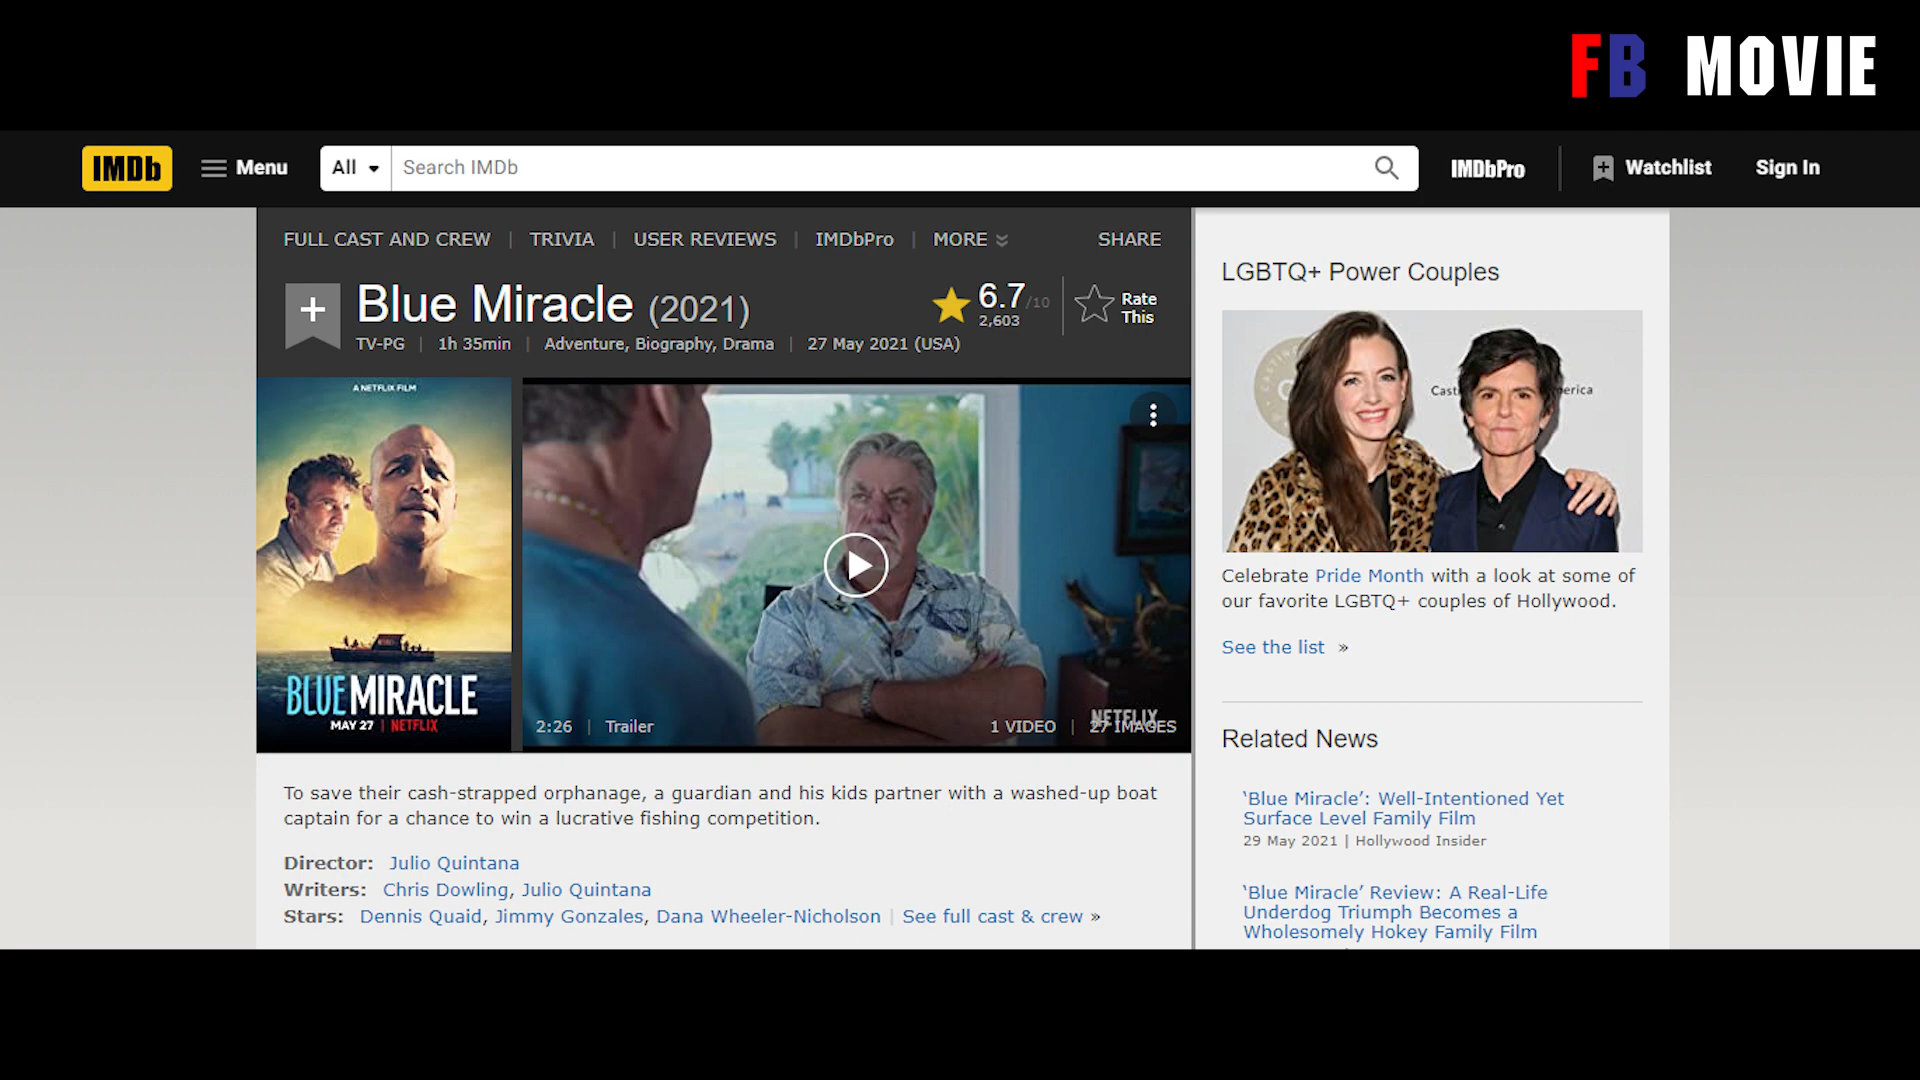 FB MOVIE
IMDb
Menu
All
Search IMDb
IMDbPro
Watchlist
Sign In
FULL CAST AND CREW | TRIVIA | USER REVIEWS | IMDbPro | MORE
SHARE
Blue Miracle (2021)
6.7/10
2,603
Rate
This
TV-PG | 1h 35min | Adventure, Biography, Drama | 27 May 2021 (USA)
A NETFLIX FILM
BLUE MIRACLE
MAY 27 | NETFLIX
2:26 | Trailer
NETFLIX
1 VIDEO | 27 IMAGES
To save their cash-strapped orphanage, a guardian and his kids partner with a washed-up boat
captain for a chance to win a lucrative fishing competition.
Director: Julio Quintana
Writers: Chris Dowling, Julio Quintana
Stars: Dennis Quaid, Jimmy Gonzales, Dana Wheeler-Nicholson | See full cast & crew »
LGBTQ+ Power Couples
Celebrate Pride Month with a look at some of
our favorite LGBTQ+ couples of Hollywood.
See the list »
Related News
‘Blue Miracle’: Well-Intentioned Yet
Surface Level Family Film
29 May 2021 | Hollywood Insider
‘Blue Miracle’ Review: A Real-Life
Underdog Triumph Becomes a
Wholesomely Hokey Family Film